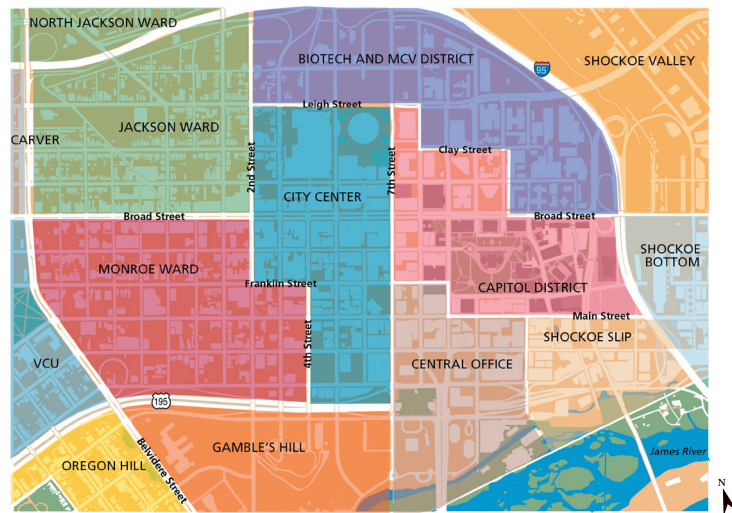 NORTH JACKSON WARD
BIOTECH AND MCV DISTRICT
SHOCKOE VALLEY
95
Leigh Street
JACKSON WARD
CARVER
Clay Street
2nd Street
7th Street
CITY CENTER
Broad Street
Broad Street
SHOCKOE
BOTTOM
MONROE WARD
Franklin Street
CAPITOL DISTRICT
Main Street
SHOCKOE SLIP
4th Street
VCU
CENTRAL OFFICE
195
GAMBLE'S HILL
Belvidere Street
OREGON HILL
James River
N